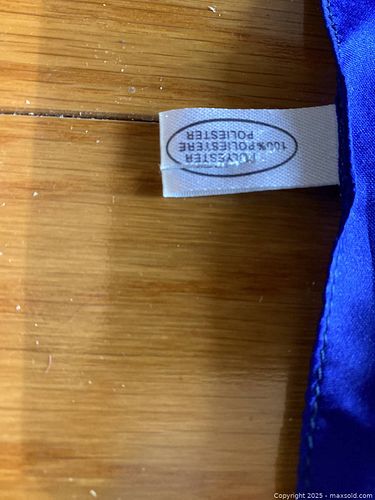 POLYESTER
100%POLIESTERE
POLIESTER
Copyright 2025 - maxsold.com